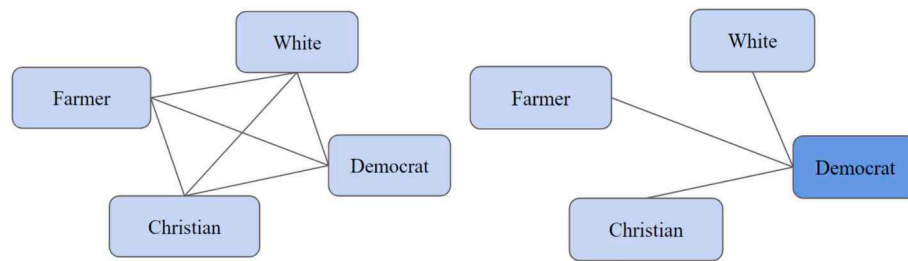 White
Farmer
Democrat
Christian
White
Farmer
Democrat
Christian